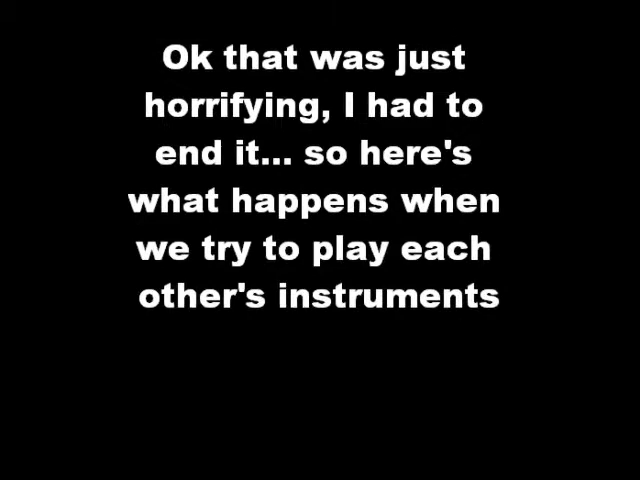 Ok that was just
horrifying, I had to
end it... so here's
what happens when
we try to play each
other's instruments